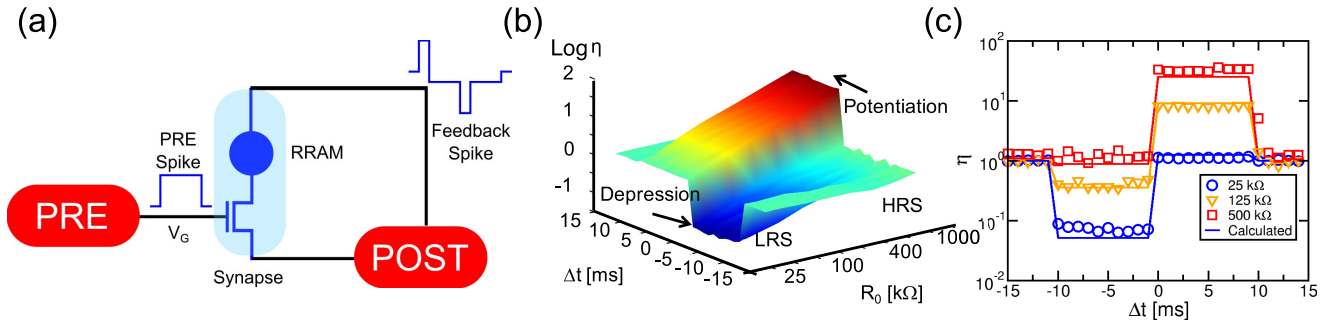 (a)
PRE
Spike
PRE
V_G
RRAM
Synapse
POST
Feedback
Spike
(b)
Log η
2
1
0
-1
Potentiation
Depression
HRS
LRS
15
10
5
0
-5
-10
-15
Δt [ms]
25
100
400
1000
R_0 [kΩ]
(c)
η
10^2
10^1
10^0
10^-1
10^-2
-15 -10 -5 0 5 10 15
Δt [ms]
25 kΩ
125 kΩ
500 kΩ
Calculated